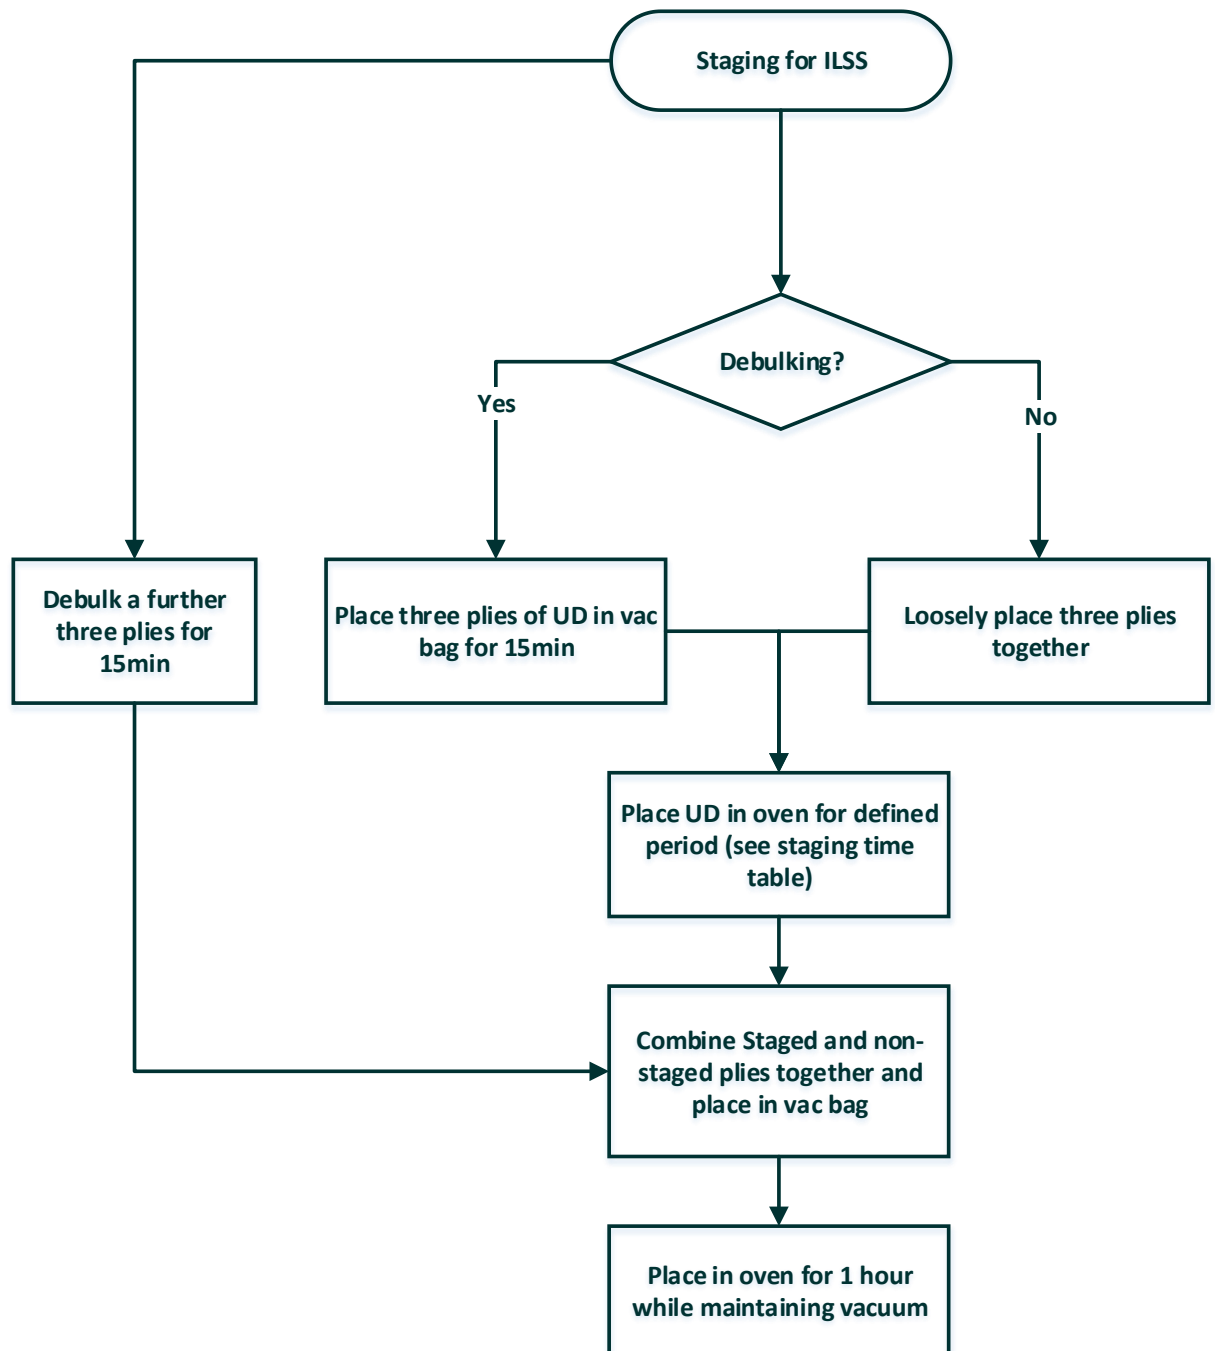 Staging for ILSS
Debulking?
Yes
No
Debulk a further
three plies for
15min
Place three plies of UD in vac
bag for 15min
Loosely place three plies
together
Place UD in oven for defined
period (see staging time
table)
Combine Staged and non-
staged plies together and
place in vac bag
Place in oven for 1 hour
while maintaining vacuum